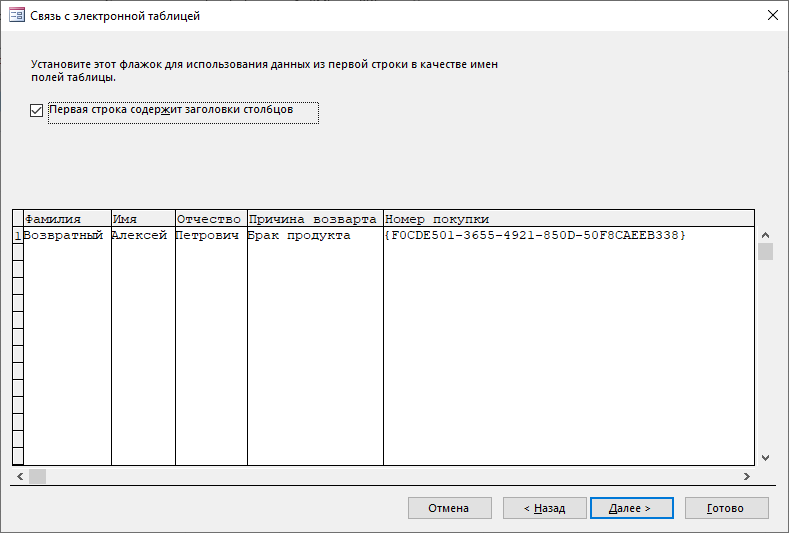 Связь с электронной таблицей
Установите этот флажок для использования данных из первой строки в качестве имен
полей таблицы.
Первая строка содержит заголовки столбцов
Фамилия Имя Отчество Причина возварта Номер покупки
1 Возвратный Алексей Петрович Брак продукта {F0CDE501-3655-4921-850D-50F8CAEEB338}
Отмена < Назад Далее > Готово